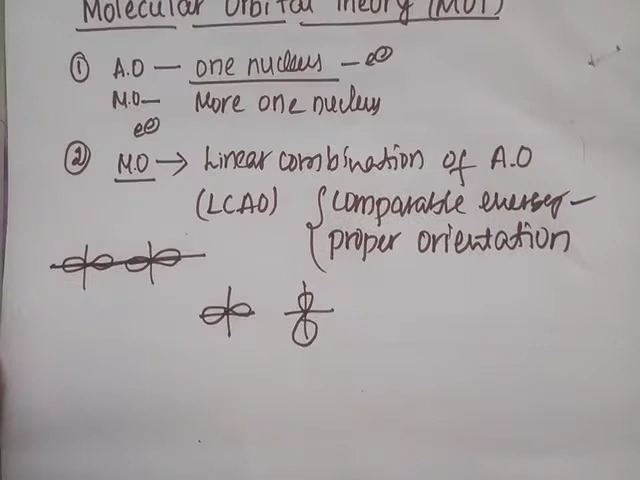 Molecular Orbital Theory (MOT)
① A.O — one nucleus — e⊖
M.O — More one nucleus
e⊖
② M.O → Linear combination of A.O
(LCAO) { comparable energy —
proper orientation